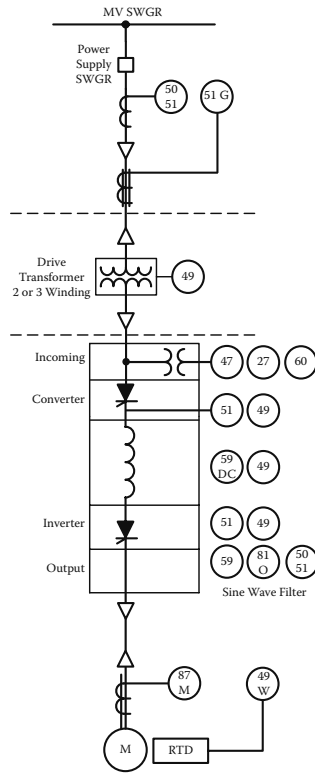 MV SWGR
Power
Supply
SWGR
50
51
51 G
Drive
Transformer
2 or 3 Winding
49
Incoming
47
27
60
Converter
51
49
59
DC
49
Inverter
51
49
Output
59
81
O
50
51
Sine Wave Filter
87
M
49
W
M
RTD